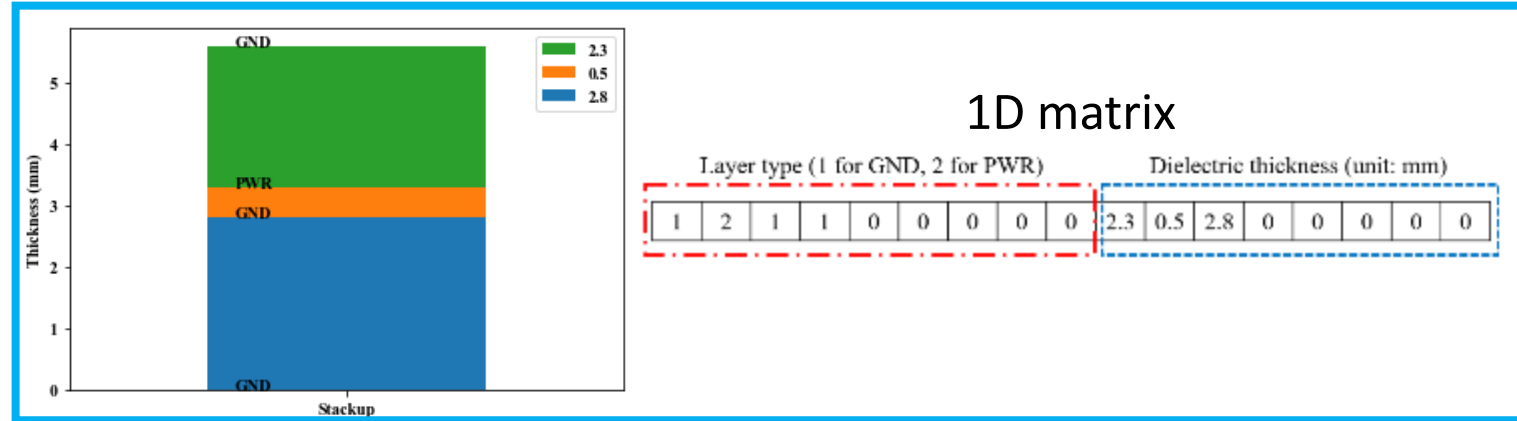 GND
2.3
0.5
2.8
5
4
3
2
1
0
Thickness (mm)
PWR
GND
GND
Stackup
1D matrix
Layer type (1 for GND, 2 for PWR)
Dielectric thickness (unit: mm)
1 2 1 1 0 0 0 0 0 2.3 0.5 2.8 0 0 0 0 0